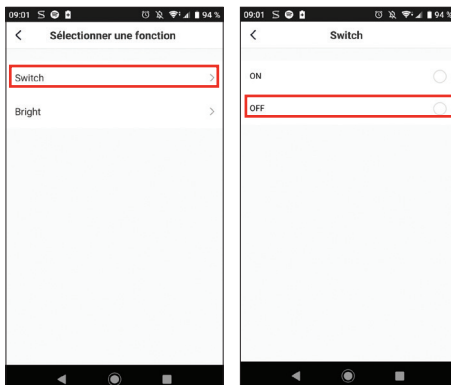 09:01 94 %
Sélectionner une fonction
Switch
Bright
09:01 94 %
Switch
ON
OFF